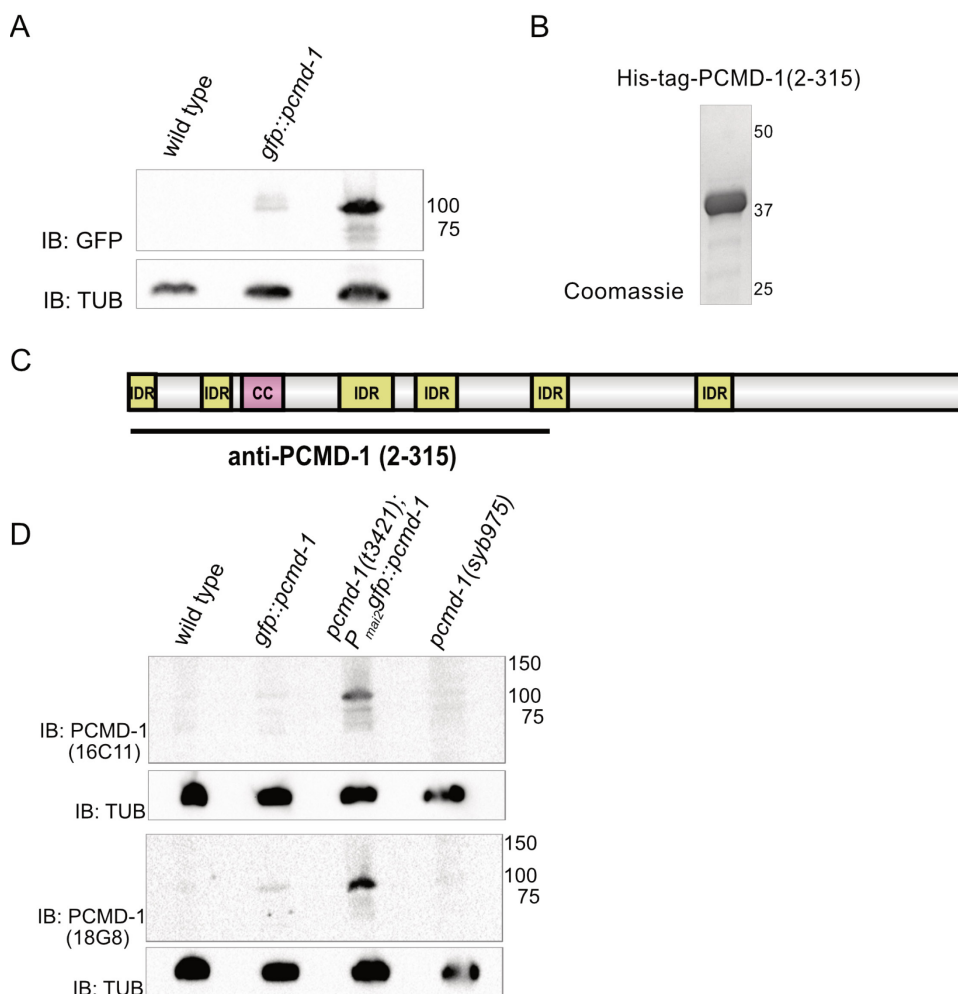 A
wild type
gfp::pcmd-1
IB: GFP
100
75
IB: TUB
B
His-tag-PCMD-1(2-315)
50
37
25
Coomassie
C
IDR IDR CC IDR IDR IDR IDR
anti-PCMD-1 (2-315)
D
wild type
gfp::pcmd-1
pcmd-1(t3421);
P mai2 gfp::pcmd-1
pcmd-1(syb975)
150
100
75
IB: PCMD-1
(16C11)
IB: TUB
150
100
75
IB: PCMD-1
(18G8)
IB: TUB